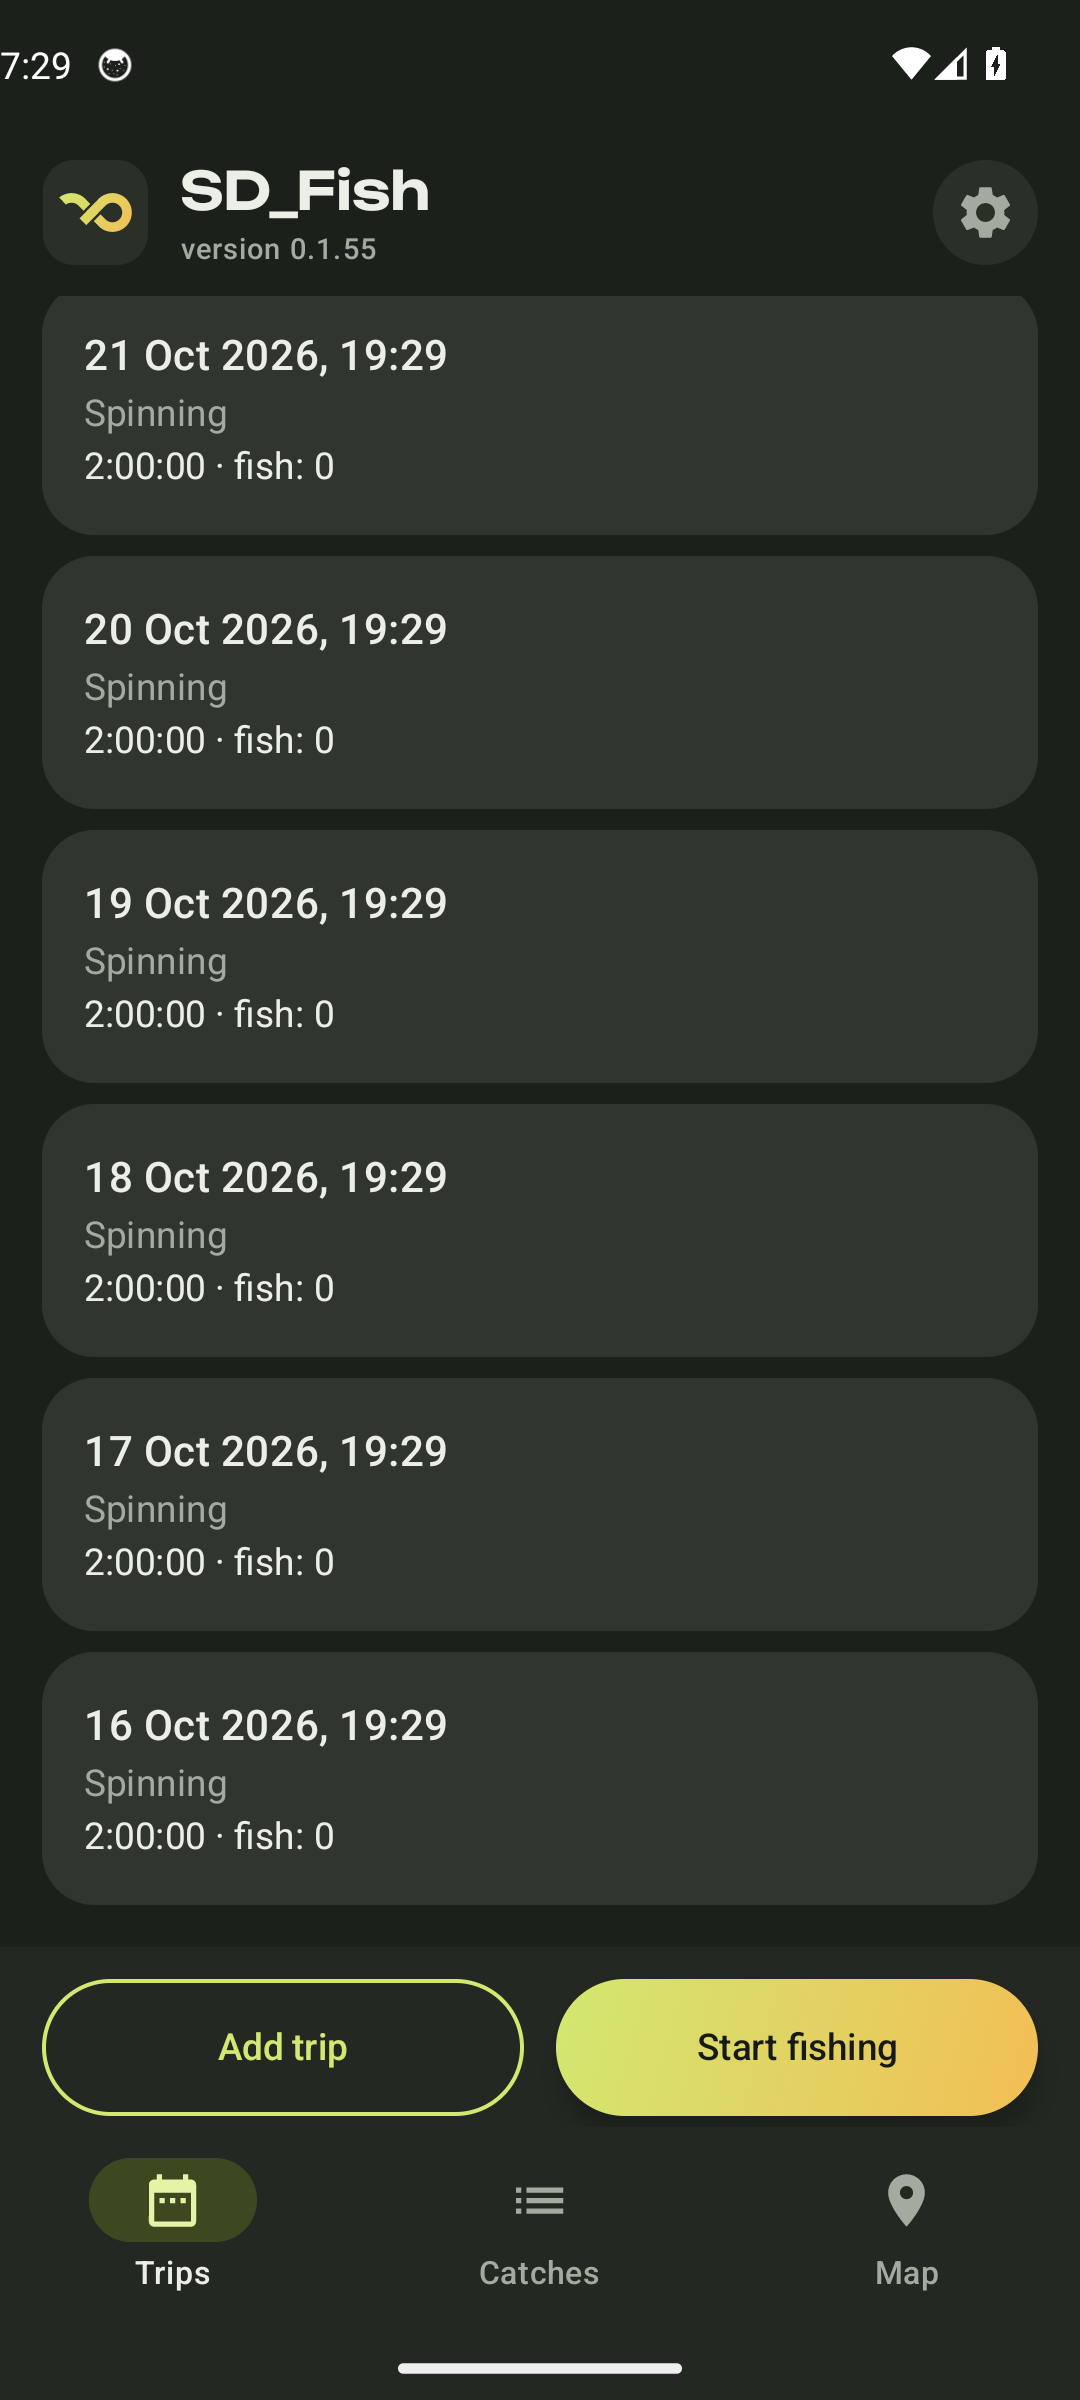 7:29
SD_Fish
version 0.1.55
21 Oct 2026, 19:29
Spinning
2:00:00 · fish: 0
20 Oct 2026, 19:29
Spinning
2:00:00 · fish: 0
19 Oct 2026, 19:29
Spinning
2:00:00 · fish: 0
18 Oct 2026, 19:29
Spinning
2:00:00 · fish: 0
17 Oct 2026, 19:29
Spinning
2:00:00 · fish: 0
16 Oct 2026, 19:29
Spinning
2:00:00 · fish: 0
Add trip
Start fishing
Trips
Catches
Map